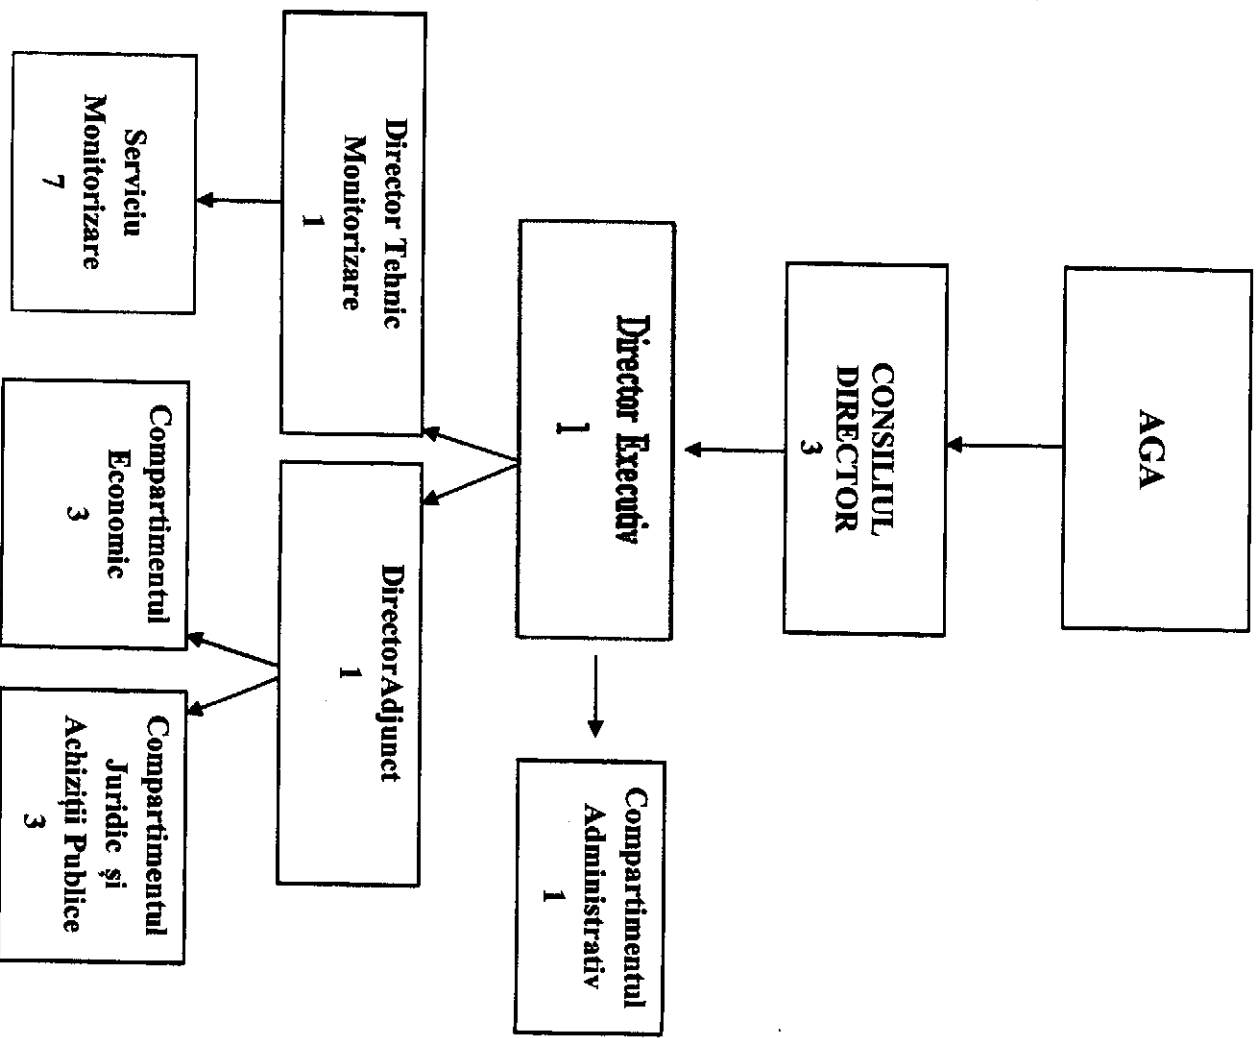 AGA
CONSILIUL
DIRECTOR
3
Director Executiv
1
Compartimentul
Administrativ
1
Director Tehnic
Monitorizare
1
DirectorAdjunct
1
Serviciu
Monitorizare
7
Compartimentul
Economic
3
Compartimentul
Juridic și
Achiziții Publice
3